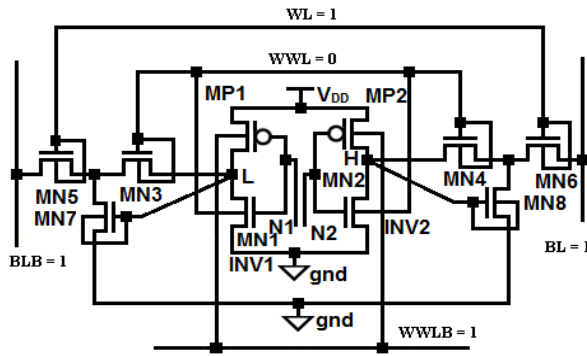 WL = 1
WWL = 0
MP1
VDD
MP2
L
H
MN5
MN3
MN2
MN4
MN6
MN7
MN1
N1
N2
INV2
MN8
BLB = 1
INV1
gnd
BL = 1
gnd
WWLB = 1